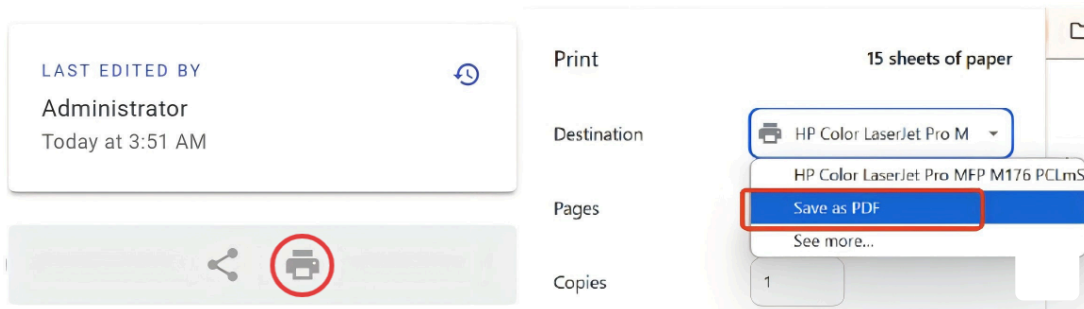 LAST EDITED BY
Administrator
Today at 3:51 AM
Print
15 sheets of paper
Destination
HP Color LaserJet Pro M
HP Color LaserJet Pro MFP M176 PCLmS
Save as PDF
See more...
Pages
Copies
1